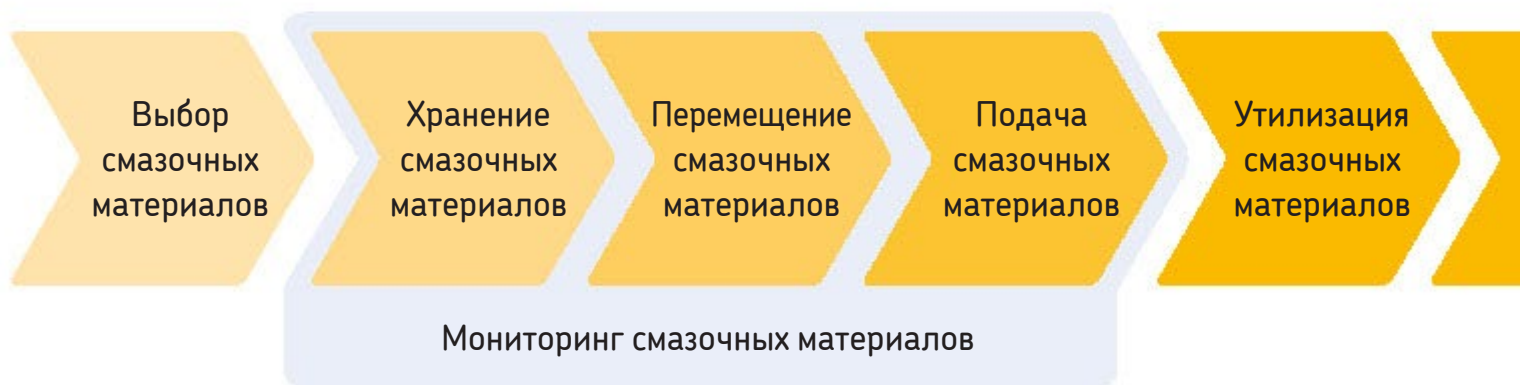 Выбор
смазочных
материалов
Хранение
смазочных
материалов
Перемещение
смазочных
материалов
Подача
смазочных
материалов
Утилизация
смазочных
материалов
Мониторинг смазочных материалов